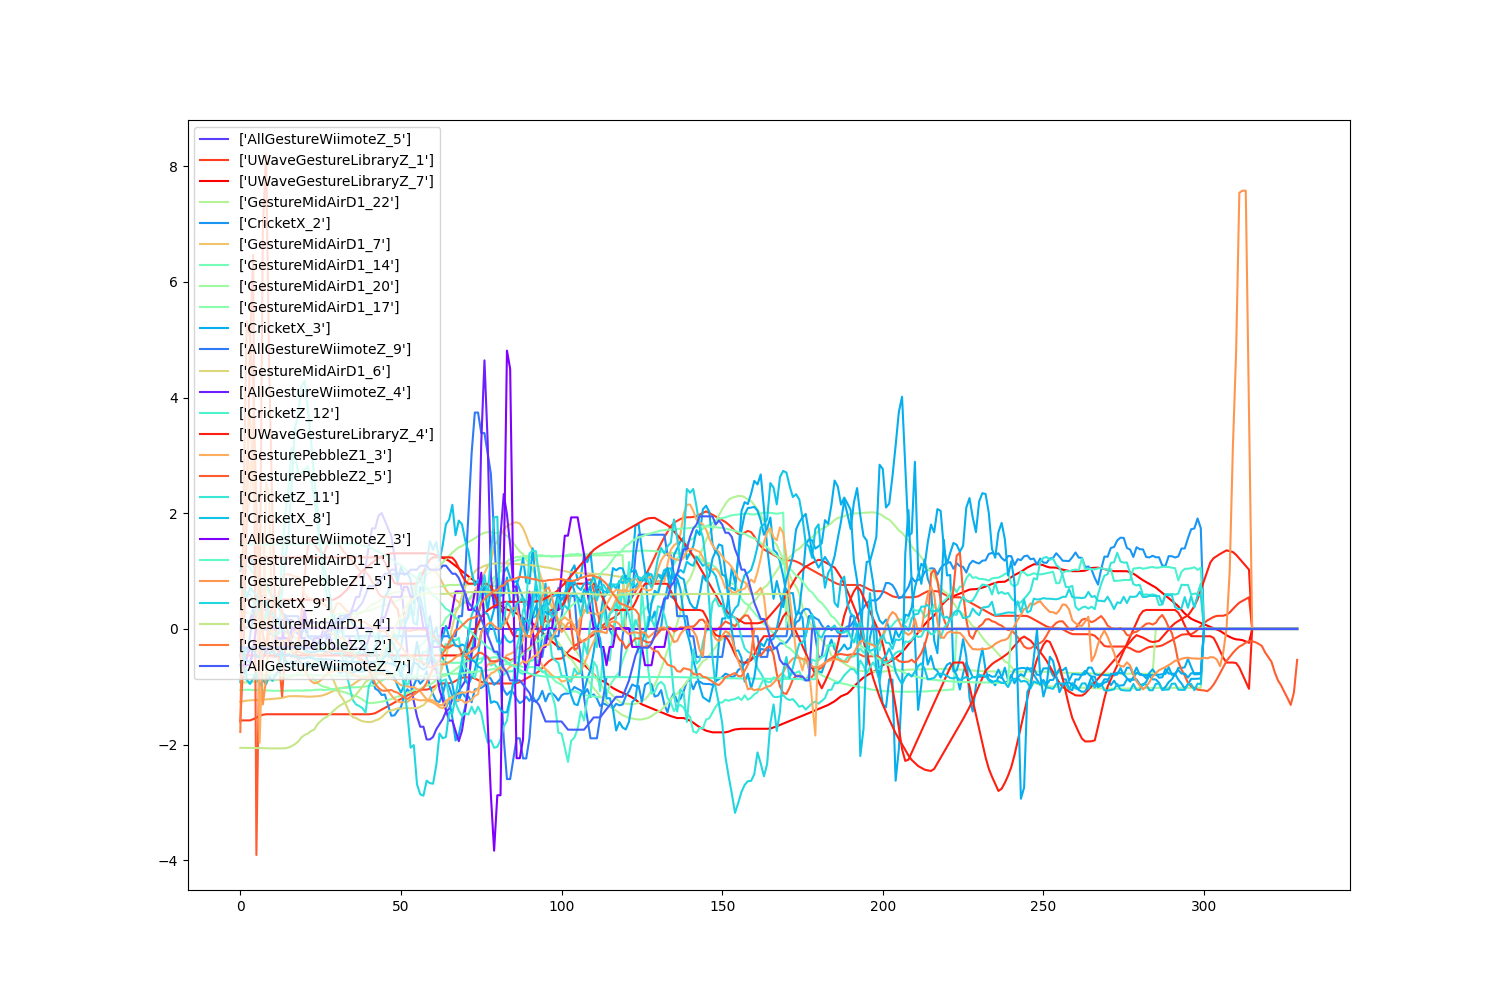 ['AllGestureWiimoteZ_5']
['UWaveGestureLibraryZ_1']
['UWaveGestureLibraryZ_7']
['GestureMidAirD1_22']
['CricketX_2']
['GestureMidAirD1_7']
['GestureMidAirD1_14']
['GestureMidAirD1_20']
['GestureMidAirD1_17']
['CricketX_3']
['AllGestureWiimoteZ_9']
['GestureMidAirD1_6']
['AllGestureWiimoteZ_4']
['CricketZ_12']
['UWaveGestureLibraryZ_4']
['GesturePebbleZ1_3']
['GesturePebbleZ2_5']
['CricketZ_11']
['CricketX_8']
['AllGestureWiimoteZ_3']
['GestureMidAirD1_1']
['GesturePebbleZ1_5']
['CricketX_9']
['GestureMidAirD1_4']
['GesturePebbleZ2_2']
['AllGestureWiimoteZ_7']
8
6
4
2
0
−2
−4
0 50 100 150 200 250 300